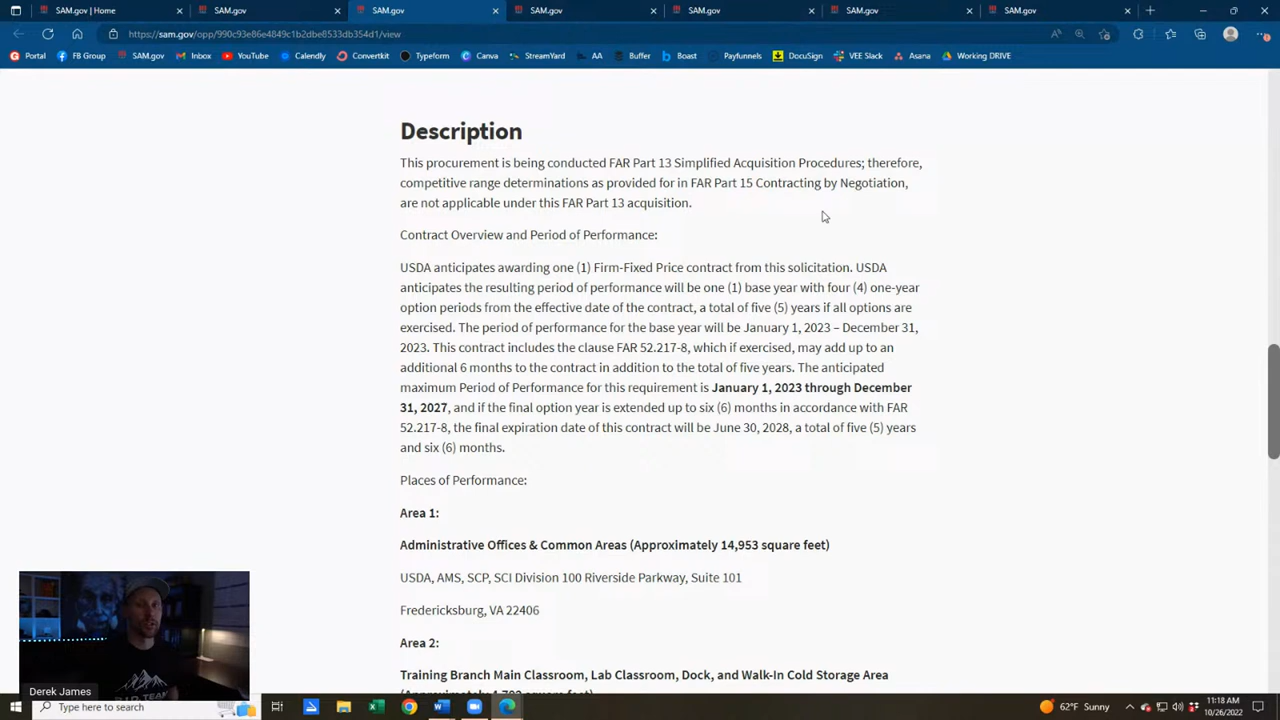 SAM.gov | Home
SAM.gov
SAM.gov
SAM.gov
SAM.gov
SAM.gov
SAM.gov
https://sam.gov/opp/990c93e86e4849c1b2dbe8533db354d1/view
Portal
FB Group
SAM.gov
Inbox
YouTube
Calendly
Convertkit
Typeform
Canva
StreamYard
AA
Buffer
Boast
Payfunnels
DocuSign
VEE Slack
Asana
Working DRIVE
Description
This procurement is being conducted FAR Part 13 Simplified Acquisition Procedures; therefore,
competitive range determinations as provided for in FAR Part 15 Contracting by Negotiation,
are not applicable under this FAR Part 13 acquisition.
Contract Overview and Period of Performance:
USDA anticipates awarding one (1) Firm-Fixed Price contract from this solicitation. USDA
anticipates the resulting period of performance will be one (1) base year with four (4) one-year
option periods from the effective date of the contract, a total of five (5) years if all options are
exercised. The period of performance for the base year will be January 1, 2023 – December 31,
2023. This contract includes the clause FAR 52.217-8, which if exercised, may add up to an
additional 6 months to the contract in addition to the total of five years. The anticipated
maximum Period of Performance for this requirement is January 1, 2023 through December
31, 2027, and if the final option year is extended up to six (6) months in accordance with FAR
52.217-8, the final expiration date of this contract will be June 30, 2028, a total of five (5) years
and six (6) months.
Places of Performance:
Area 1:
Administrative Offices & Common Areas (Approximately 14,953 square feet)
USDA, AMS, SCP, SCI Division 100 Riverside Parkway, Suite 101
Fredericksburg, VA 22406
Area 2:
Training Branch Main Classroom, Lab Classroom, Dock, and Walk-In Cold Storage Area
Derek James
Type here to search
62°F Sunny
11:18 AM
10/26/2022